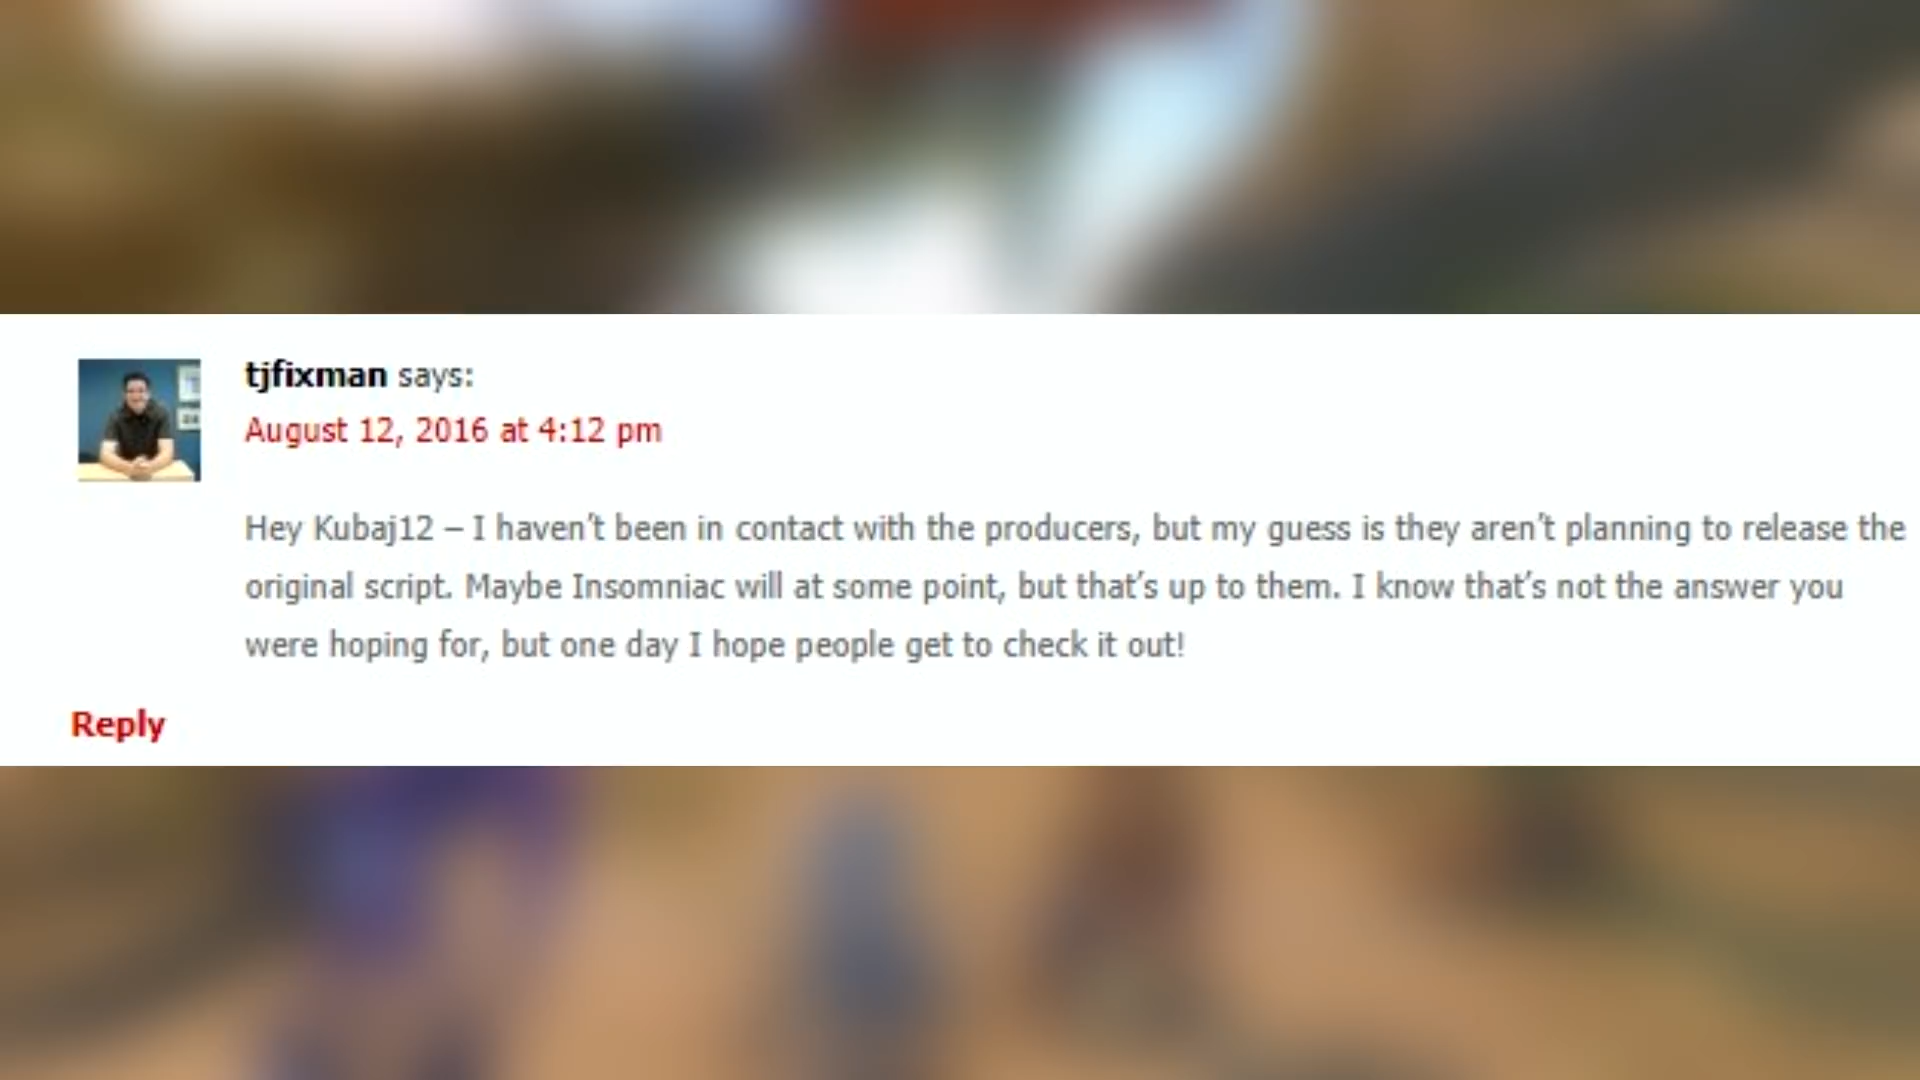 tjfixman says:
August 12, 2016 at 4:12 pm
Hey Kubaj12 – I haven’t been in contact with the producers, but my guess is they aren’t planning to release the
original script. Maybe Insomniac will at some point, but that’s up to them. I know that’s not the answer you
were hoping for, but one day I hope people get to check it out!
Reply